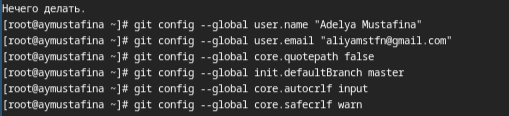 Нечего делать.
[root@aymustafina ~]# git config --global user.name "Adelya Mustafina"
[root@aymustafina ~]# git config --global user.email "aliyamstfn@gmail.com"
[root@aymustafina ~]# git config --global core.quotepath false
[root@aymustafina ~]# git config --global init.defaultBranch master
[root@aymustafina ~]# git config --global core.autocrlf input
[root@aymustafina ~]# git config --global core.safecrlf warn